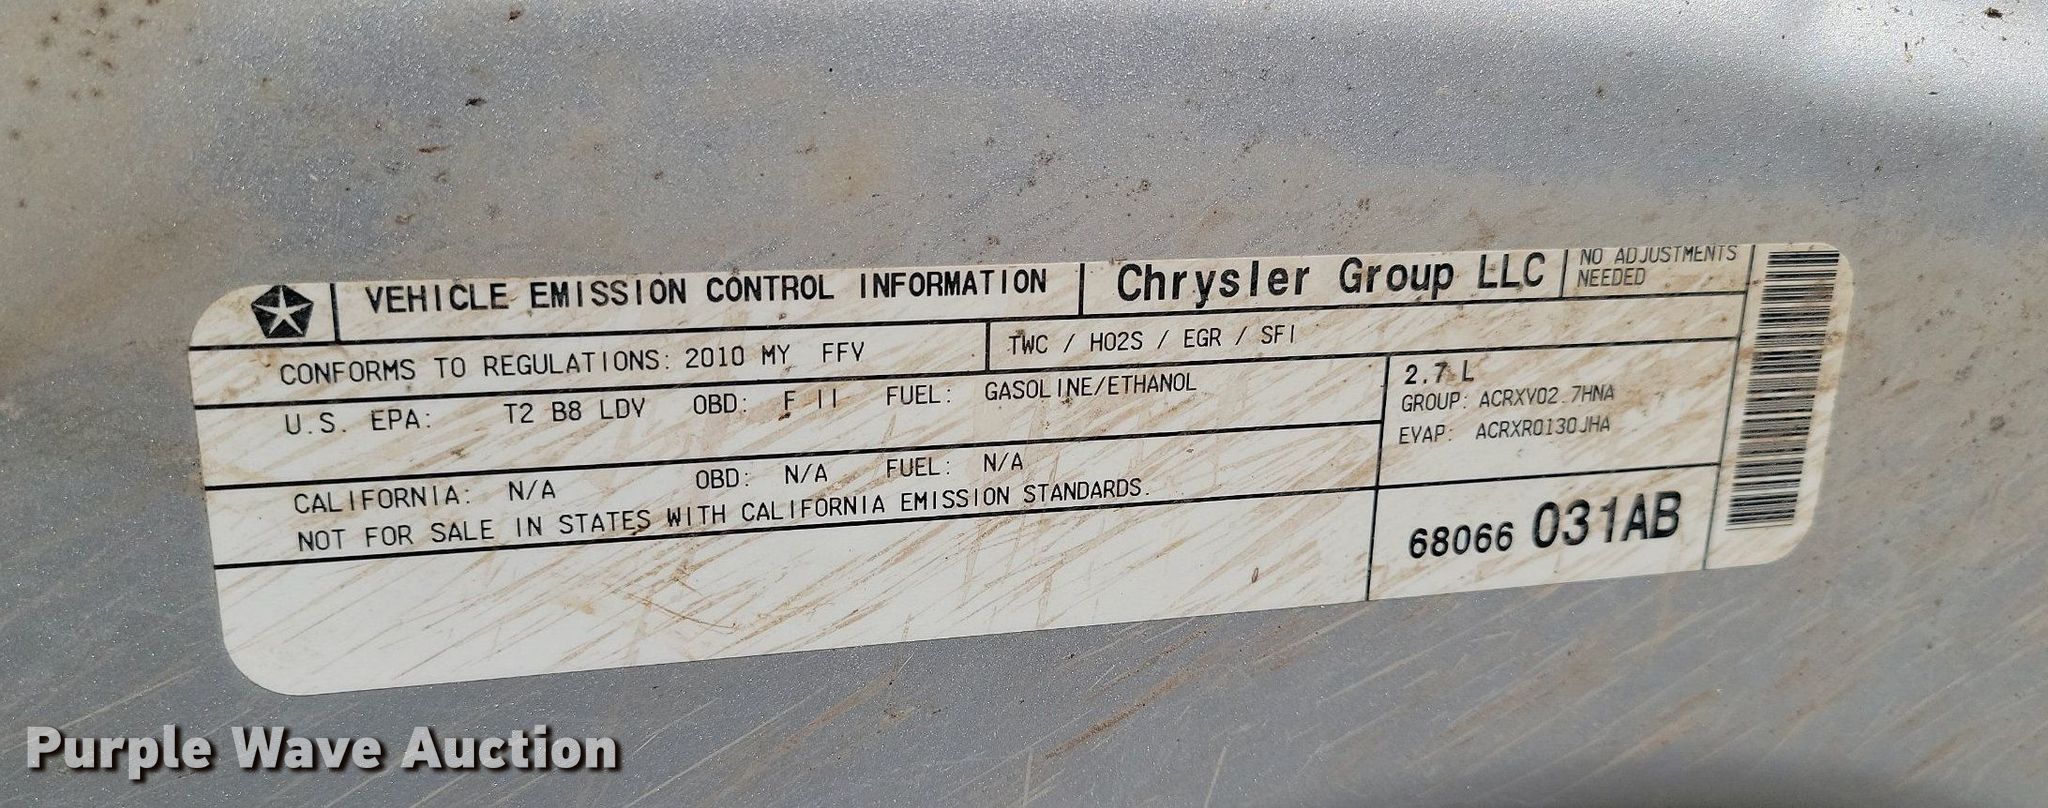 VEHICLE EMISSION CONTROL INFORMATION
Chrysler Group LLC
NO ADJUSTMENTS
NEEDED
CONFORMS TO REGULATIONS: 2010 MY FFV
TWC / HO2S / EGR / SFI
U.S. EPA: T2 B8 LDV OBD: F II FUEL: GASOLINE/ETHANOL
2.7 L
GROUP: ACRXV02.7HNA
EVAP: ACRXR0130JHA
CALIFORNIA: N/A OBD: N/A FUEL: N/A
NOT FOR SALE IN STATES WITH CALIFORNIA EMISSION STANDARDS.
68066 031AB
Purple Wave Auction